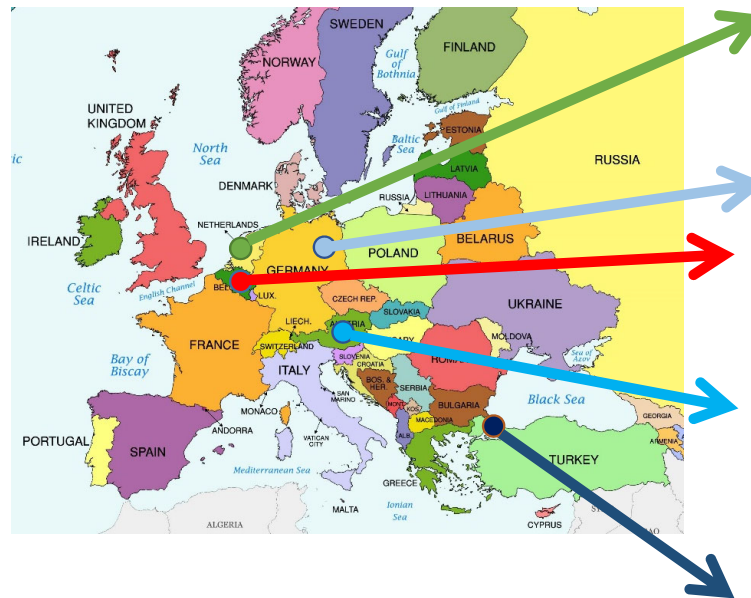 SWEDEN
FINLAND
NORWAY
Gulf
of
Bothnia
UNITED
KINGDOM
North
Sea
Gulf of Finland
ESTONIA
Baltic
Sea
RUSSIA
tic
LATVIA
DENMARK
LITHUANIA
RUSSIA
NETHERLANDS
IRELAND
BELARUS
POLAND
GERMANY
Celtic
Sea
English Channel
LUX.
CZECH REP.
UKRAINE
SLOVAKIA
LIECH.
MOLDOVA
FRANCE
SWITZERLAND
Bay of
Biscay
SLOVENIA
CROATIA
Sea of
Azov
ITALY
BOS. &
HER.
SERBIA
SAN
MARINO
Black Sea
MONACO
MONT.
KOS.
BULGARIA
ANDORRA
MACEDONIA
GEORGIA
PORTUGAL
SPAIN
VATICAN
CITY
ALB.
ARMENIA
TURKEY
Mediterranean Sea
GREECE
Ionian
Sea
MALTA
ALGERIA
CYPRUS